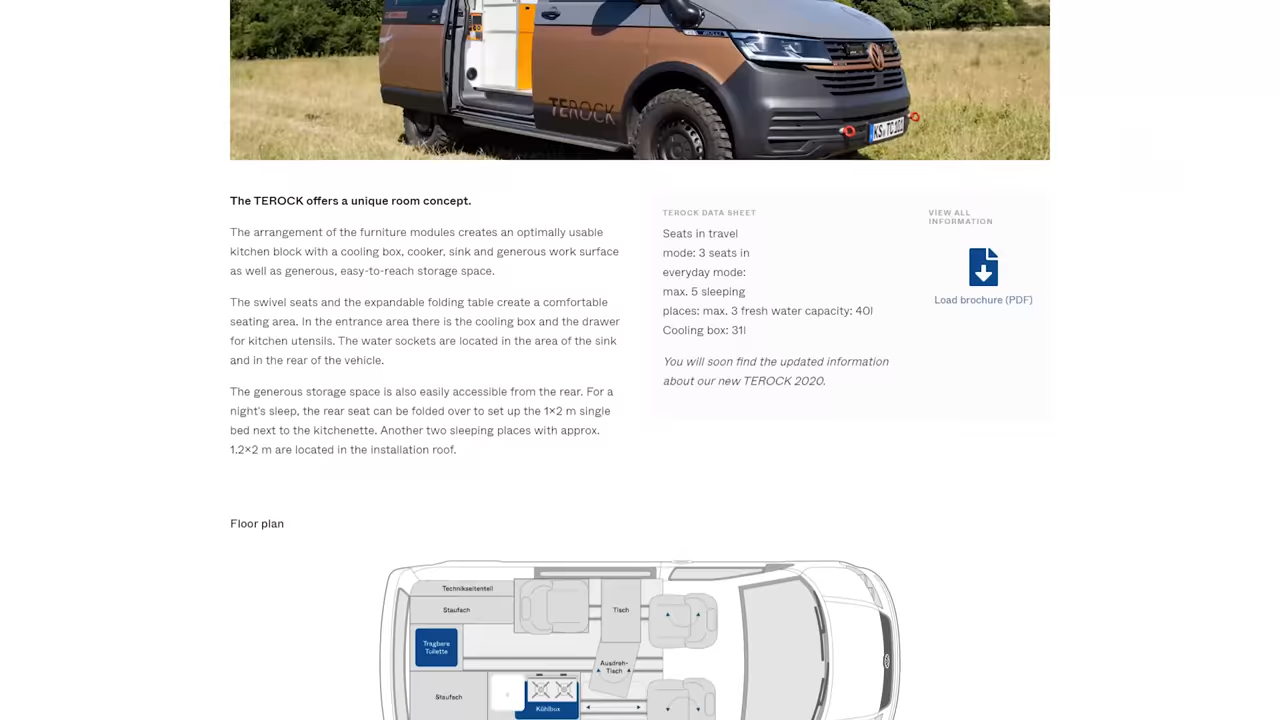 TEROCK
KS TC 101
The TEROCK offers a unique room concept.
The arrangement of the furniture modules creates an optimally usable
kitchen block with a cooling box, cooker, sink and generous work surface
as well as generous, easy-to-reach storage space.
The swivel seats and the expandable folding table create a comfortable
seating area. In the entrance area there is the cooling box and the drawer
for kitchen utensils. The water sockets are located in the area of the sink
and in the rear of the vehicle.
The generous storage space is also easily accessible from the rear. For a
night's sleep, the rear seat can be folded over to set up the 1×2 m single
bed next to the kitchenette. Another two sleeping places with approx.
1.2×2 m are located in the installation roof.
TEROCK DATA SHEET
Seats in travel
mode: 3 seats in
everyday mode:
max. 5 sleeping
places: max. 3 fresh water capacity: 40l
Cooling box: 31l
You will soon find the updated information
about our new TEROCK 2020.
VIEW ALL
INFORMATION
Load brochure (PDF)
Floor plan
Technikseitenteil
Staufach
Tisch
Tragbare
Toilette
Ausdreh-
Tisch
Staufach
Kühlbox